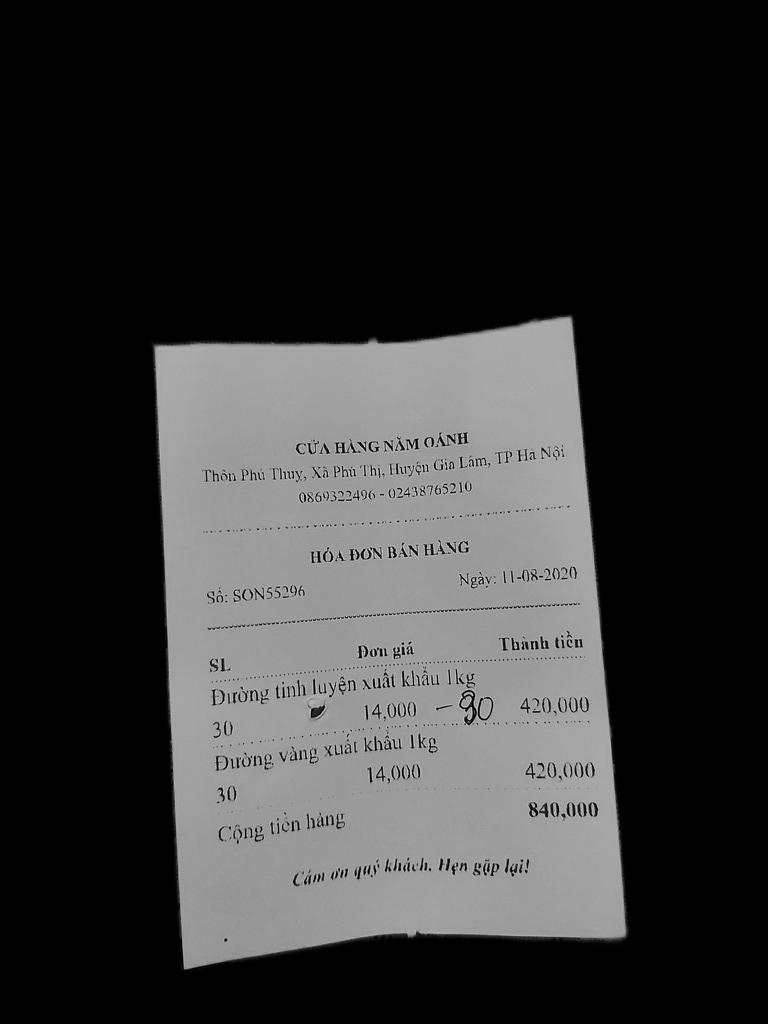 CỬA HÀNG NĂM OÁNH
Thôn Phú Thuỵ, Xã Phú Thị, Huyện Gia Lâm, TP Hà Nội
0869322496 - 02438765210
HÓA ĐƠN BÁN HÀNG
Số: SON55296 Ngày: 11-08-2020
SL Đơn giá Thành tiền
Đường tinh luyện xuất khẩu 1kg
30 14,000 - 30 420,000
Đường vàng xuất khẩu 1kg
30 14,000 420,000
Cộng tiền hàng 840,000
Cám ơn quý khách. Hẹn gặp lại!